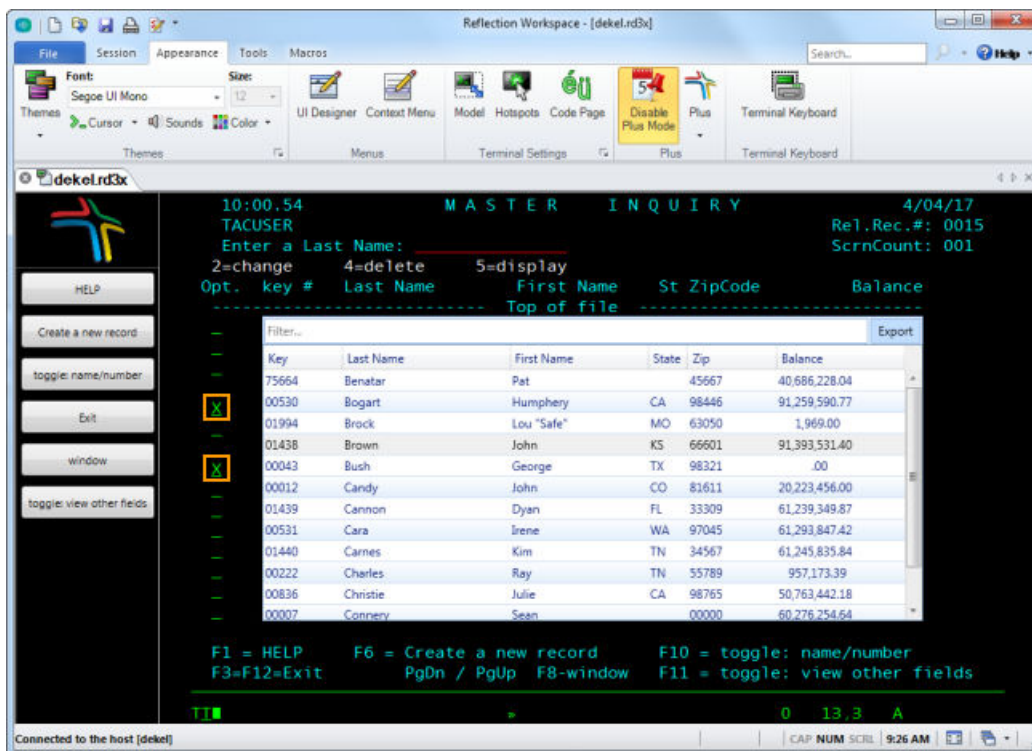 Reflection Workspace - [dekel.rd3x]
File Session Appearance Tools Macros Search... Help
Font: Size:
Segoe UI Mono 12
Themes Cursor Sounds Color UI Designer Context Menu Model Hotspots Code Page Disable Plus Mode Plus Terminal Keyboard
Themes Menus Terminal Settings Plus Terminal Keyboard
dekel.rd3x
10:00.54 M A S T E R I N Q U I R Y 4/04/17
TACUSER Rel.Rec.#: 0015
Enter a Last Name: ScrnCount: 001
2=change 4=delete 5=display
Opt. key # Last Name First Name St ZipCode Balance
--------------------------- Top of file ----------------------------
HELP
Create a new record
toggle: name/number
Exit
window
toggle: view other fields
X
X
Filter... Export
Key Last Name First Name State Zip Balance
75664 Benatar Pat 45667 40,686,228.04
00530 Bogart Humphery CA 98446 91,259,590.77
01994 Brock Lou "Safe" MO 63050 1,969.00
01438 Brown John KS 66601 91,393,531.40
00043 Bush George TX 98321 .00
00012 Candy John CO 81611 20,223,456.00
01439 Cannon Dyan FL 33309 61,239,349.87
00531 Cara Irene WA 97045 61,293,847.42
01440 Carnes Kim TN 34567 61,245,835.84
00222 Charles Ray TN 55789 957,173.39
00836 Christie Julie CA 98765 50,763,442.18
00007 Connery Sean 00000 60,276,254.64
F1 = HELP F6 = Create a new record F10 = toggle: name/number
F3=F12=Exit PgDn / PgUp F8-window F11 = toggle: view other fields
TI » O 13,3 A
Connected to the host [dekel] CAP NUM SCRL 9:26 AM